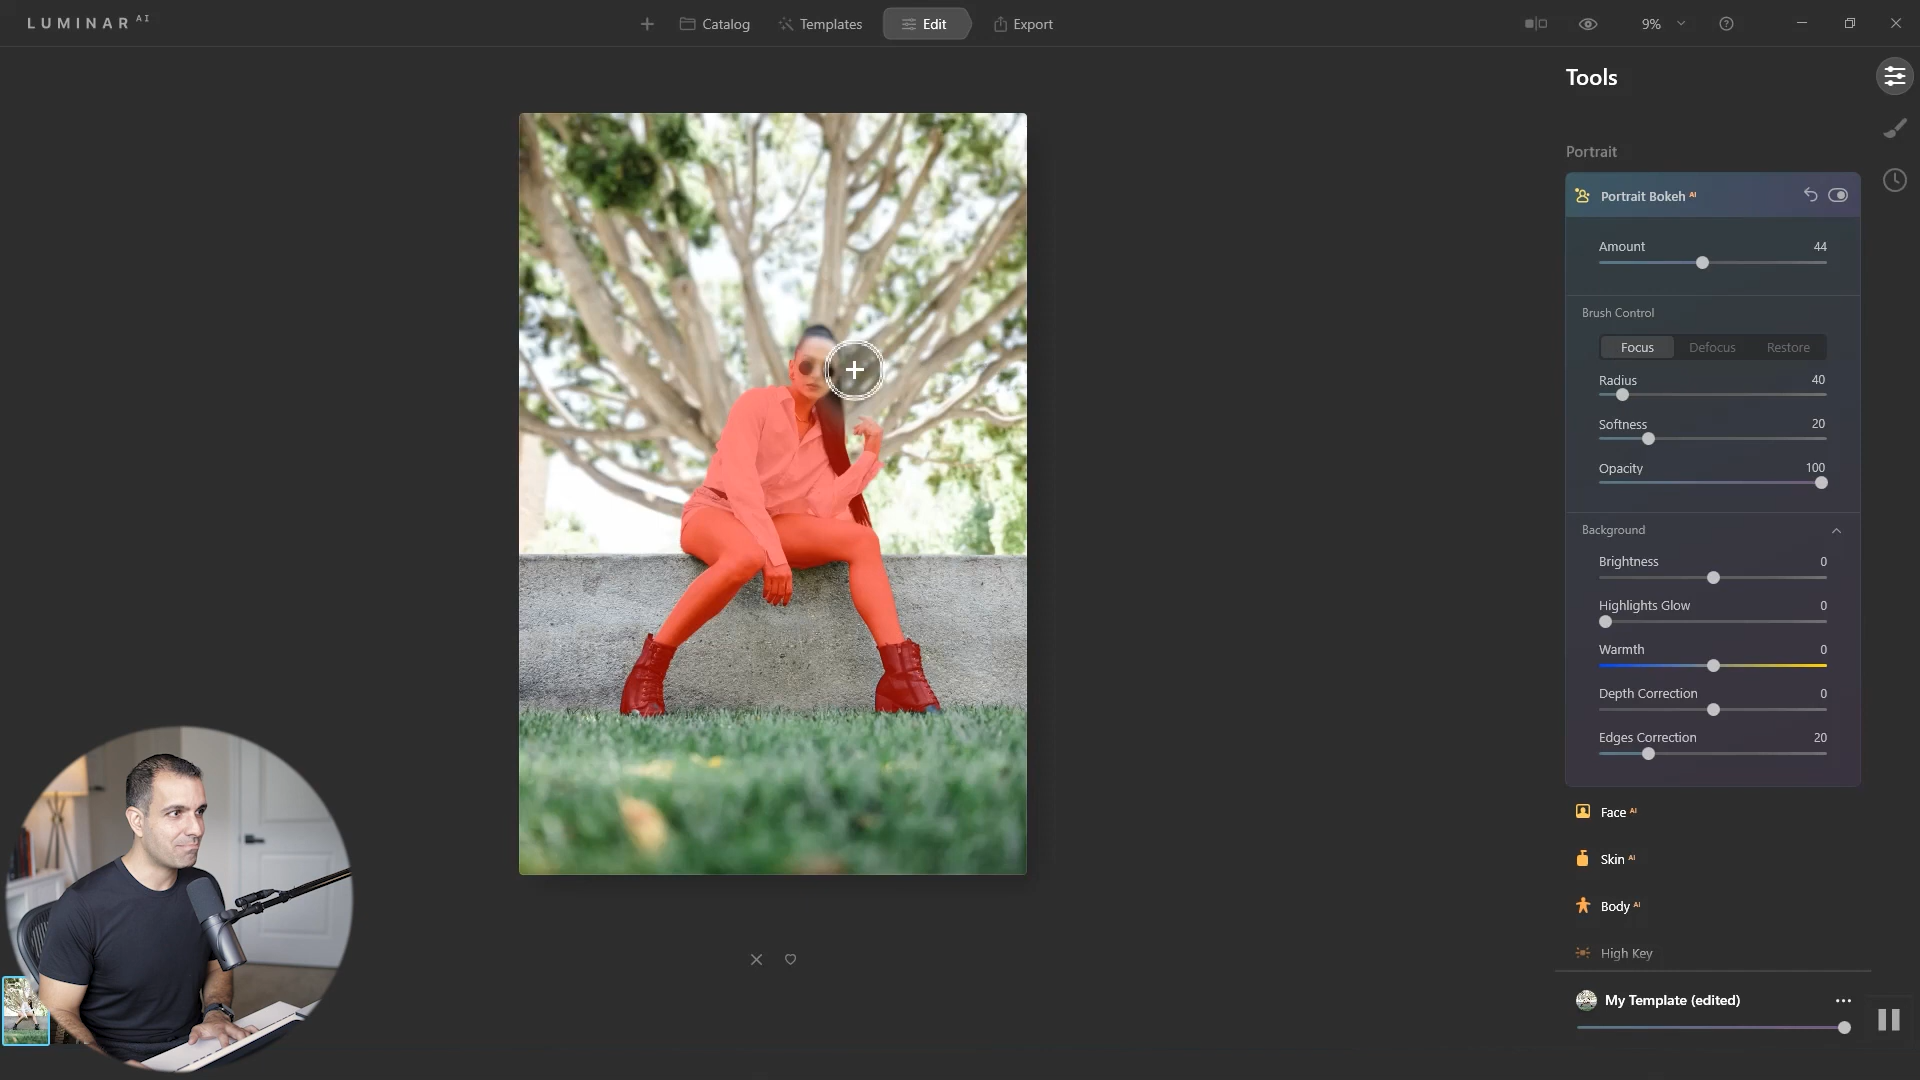 LUMINAR AI
Catalog
Templates
Edit
Export
9%
Tools
Portrait
Portrait Bokeh AI
Amount 44
Brush Control
Focus Defocus Restore
Radius 40
Softness 20
Opacity 100
Background
Brightness 0
Highlights Glow 0
Warmth 0
Depth Correction 0
Edges Correction 20
Face AI
Skin AI
Body AI
High Key
My Template (edited)